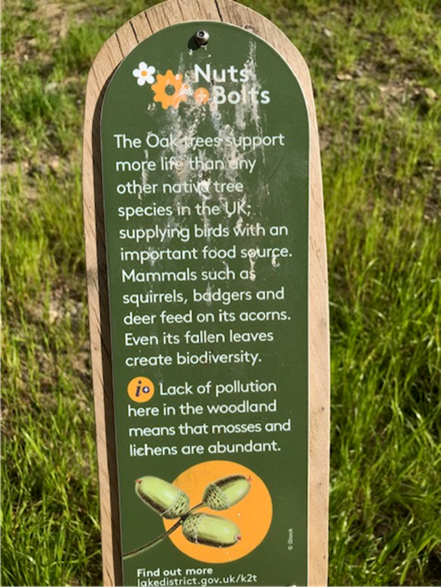 Nuts
+ Bolts
The Oak trees support
more life than any
other native tree
species in the UK;
supplying birds with an
important food source.
Mammals such as
squirrels, badgers and
deer feed on its acorns.
Even its fallen leaves
create biodiversity.
i+ Lack of pollution
here in the woodland
means that mosses and
lichens are abundant.
© iStock
Find out more
lakedistrict.gov.uk/k2t